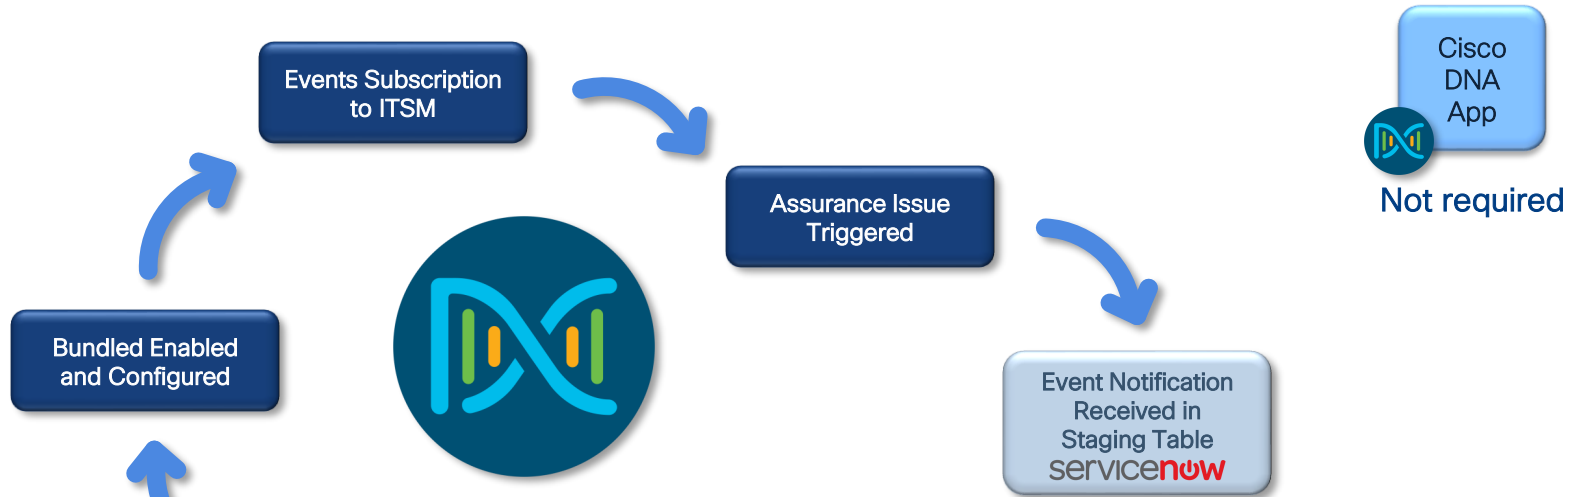 Events Subscription
to ITSM
Cisco
DNA
App
Not required
Assurance Issue
Triggered
Bundled Enabled
and Configured
Event Notification
Received in
Staging Table
servicenow